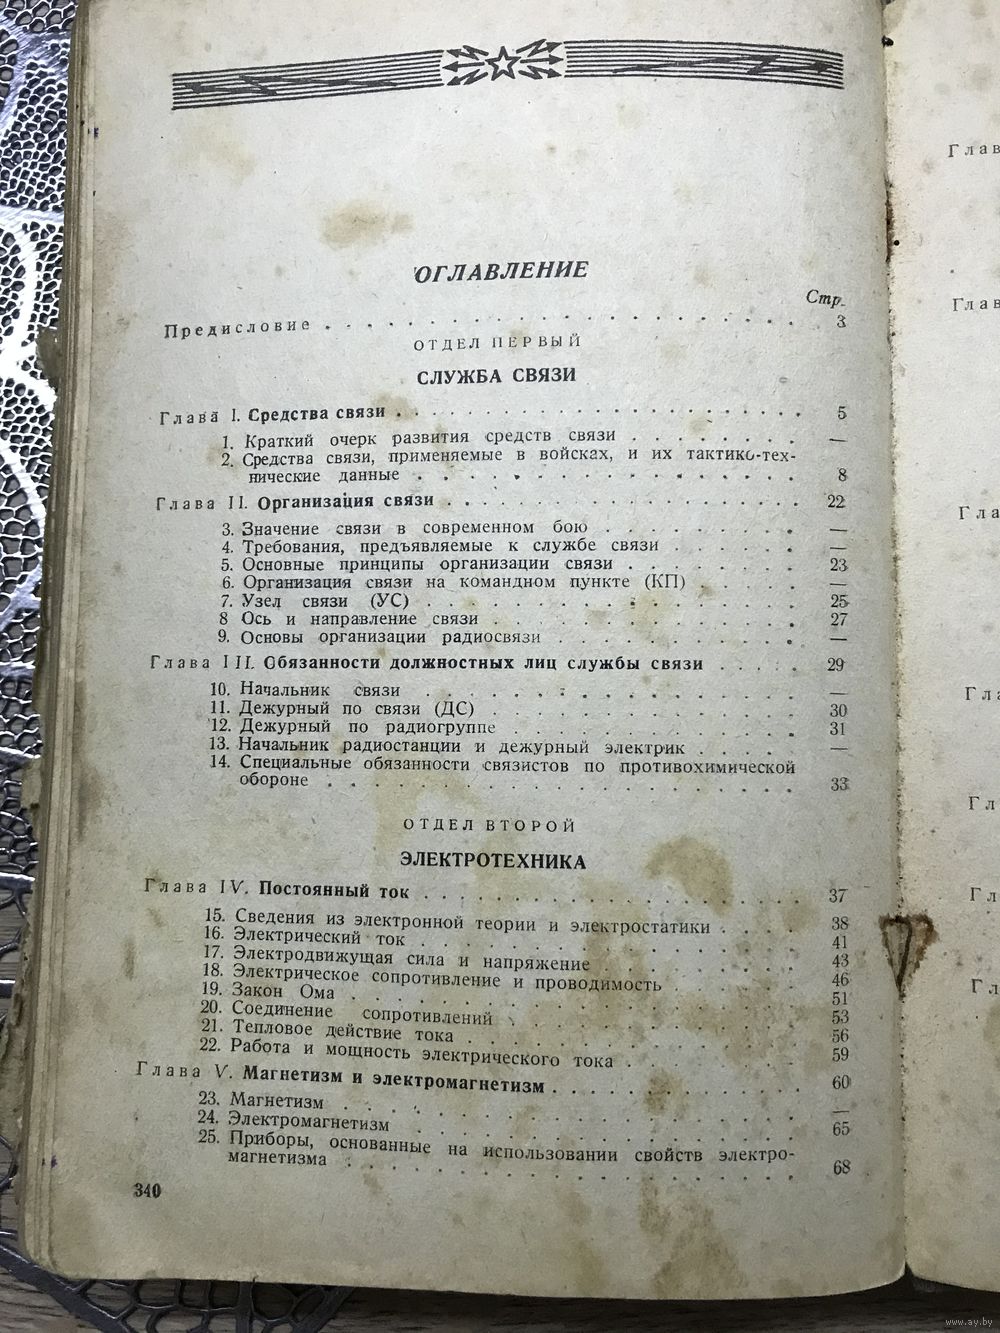 ОГЛАВЛЕНИЕ
Стр.
Предисловие . . . . . . . . . . . . . . . . . . . . 3
ОТДЕЛ ПЕРВЫЙ
СЛУЖБА СВЯЗИ
Глава I. Средства связи . . . . . . . . . . . . . . . . . 5
1. Краткий очерк развития средств связи . . . . . . . . —
2. Средства связи, применяемые в войсках, и их тактико-тех-
нические данные . . . . . . . . . . . . . . . . 8
Глава II. Организация связи . . . . . . . . . . . . . . . 22
3. Значение связи в современном бою . . . . . . . . . —
4. Требования, предъявляемые к службе связи . . . . . . —
5. Основные принципы организации связи . . . . . . . . 23
6. Организация связи на командном пункте (КП) . . . . . —
7. Узел связи (УС) . . . . . . . . . . . . . . . . 25
8 Ось и направление связи . . . . . . . . . . . . . 27
9. Основы организации радиосвязи . . . . . . . . . . —
Глава III. Обязанности должностных лиц службы связи . . . . . 29
10. Начальник связи . . . . . . . . . . . . . . . . —
11. Дежурный по связи (ДС) . . . . . . . . . . . . . 30
12. Дежурный по радиогруппе . . . . . . . . . . . . 31
13. Начальник радиостанции и дежурный электрик . . . . . —
14. Специальные обязанности связистов по противохимической
обороне . . . . . . . . . . . . . . . . . . . . 33
ОТДЕЛ ВТОРОЙ
ЭЛЕКТРОТЕХНИКА
Глава IV. Постоянный ток . . . . . . . . . . . . . . . . 37
15. Сведения из электронной теории и электростатики . . . . 38
16. Электрический ток . . . . . . . . . . . . . . . . 41
17. Электродвижущая сила и напряжение . . . . . . . . . 43
18. Электрическое сопротивление и проводимость . . . . . . 46
19. Закон Ома . . . . . . . . . . . . . . . . . . . 51
20. Соединение сопротивлений . . . . . . . . . . . . . 53
21. Тепловое действие тока . . . . . . . . . . . . . . 56
22. Работа и мощность электрического тока . . . . . . . . 59
Глава V. Магнетизм и электромагнетизм . . . . . . . . . . . 60
23. Магнетизм . . . . . . . . . . . . . . . . . . . —
24. Электромагнетизм . . . . . . . . . . . . . . . . 65
25. Приборы, основанные на использовании свойств электро-
магнетизма . . . . . . . . . . . . . . . . . . . 68
340
Глав
Глав
Гла
Гла
Гл
Гл
Гл
www.ay.by